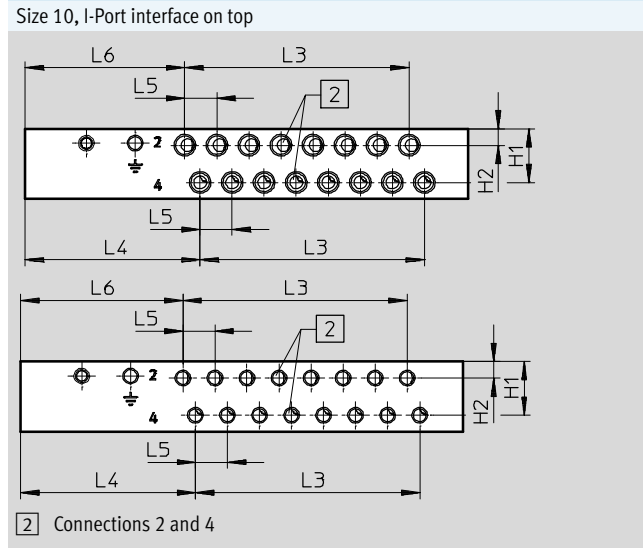 Size 10, I-Port interface on top
L6 L3
L5 2
2
4
H2 H1
L5
L4 L3
L6 L3
L5 2
2
4
H2 H1
L5
L4 L3
2 Connections 2 and 4